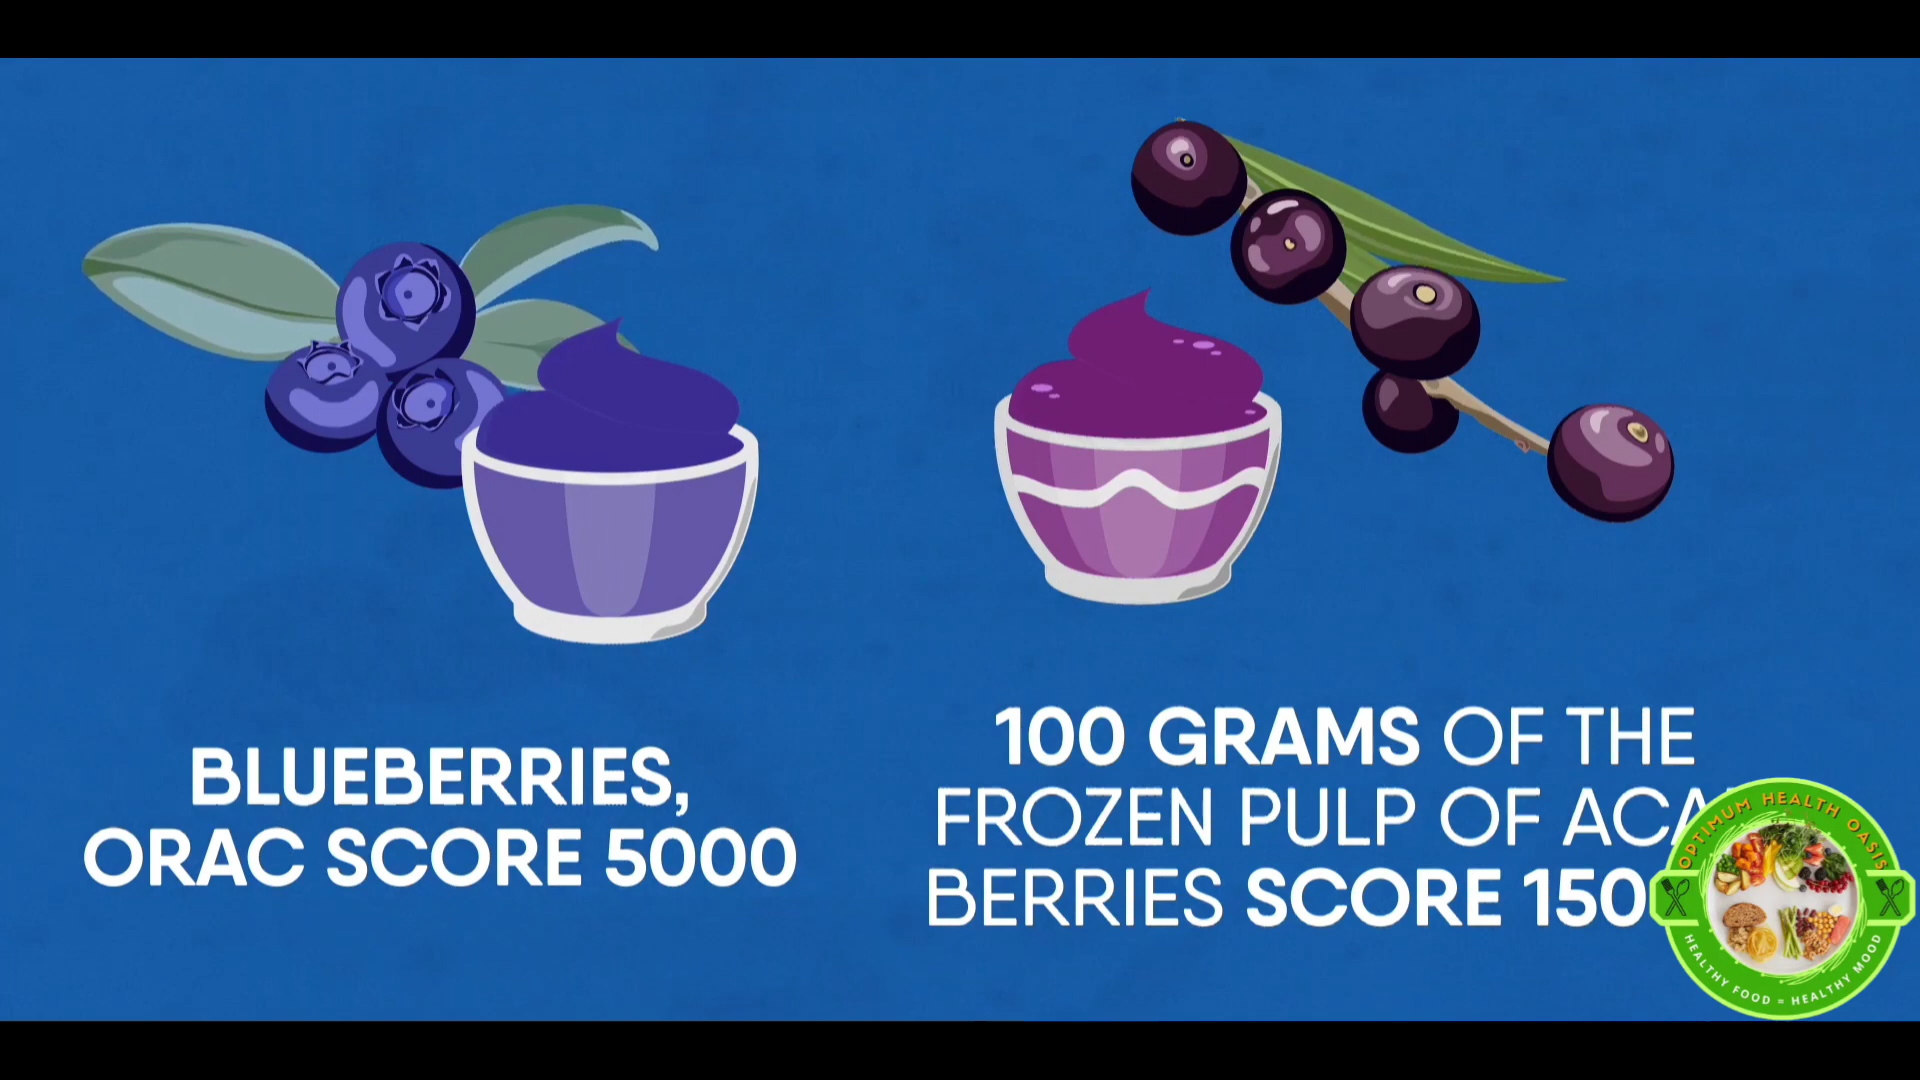 BLUEBERRIES,
ORAC SCORE 5000
100 GRAMS OF THE
FROZEN PULP OF
BERRIES SCORE
OPTIMUM HEALTH OASIS
HEALTHY FOOD = HEALTHY MOOD